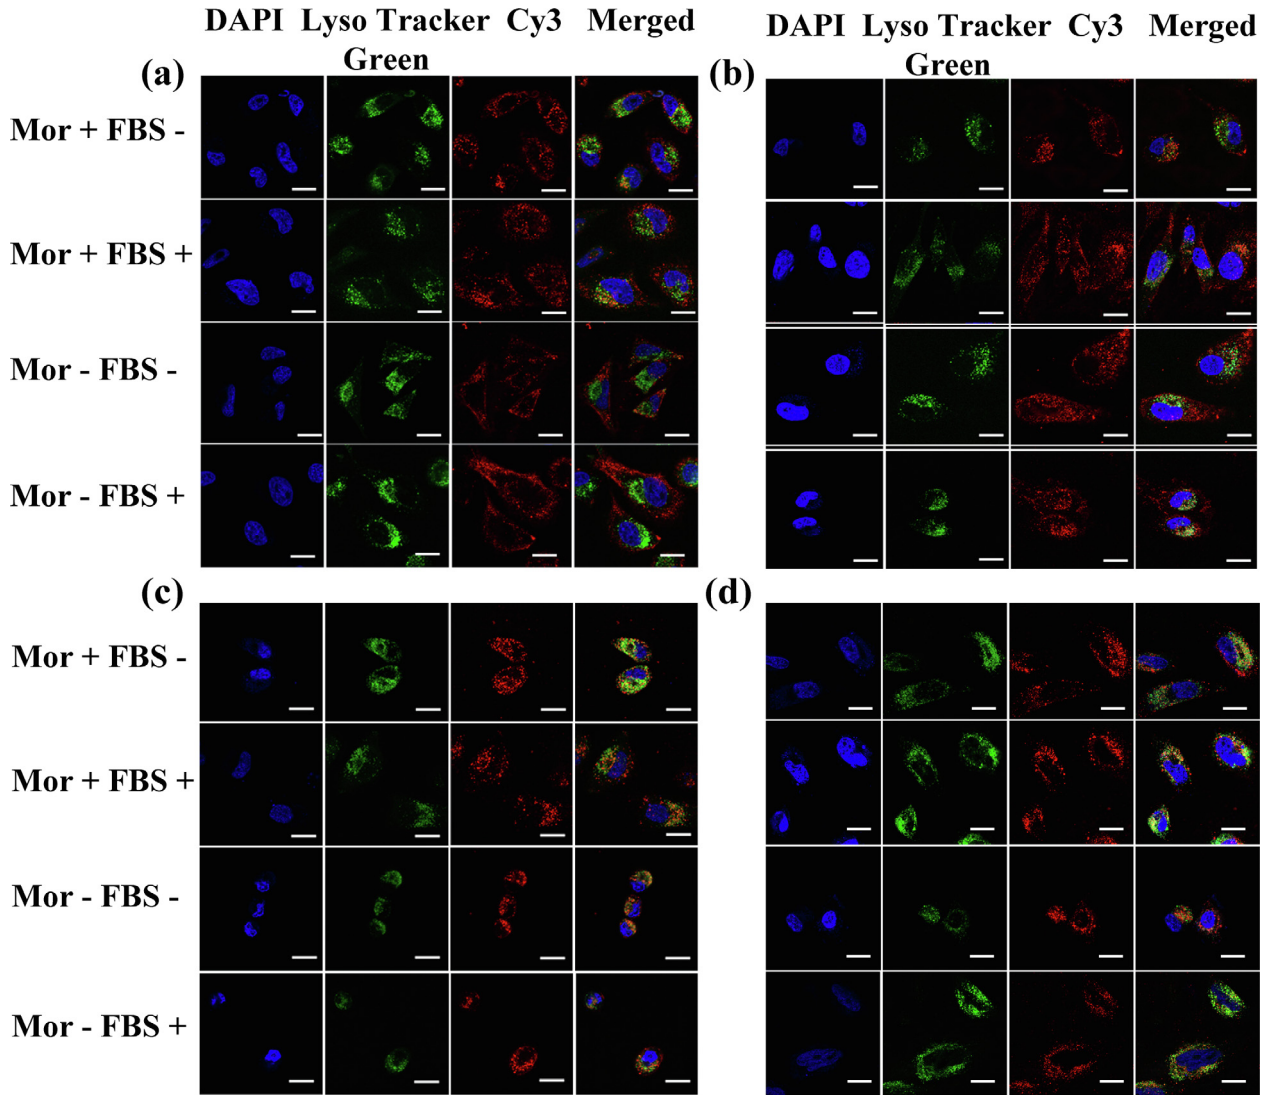 DAPI Lyso Tracker Green Cy3 Merged
DAPI Lyso Tracker Green Cy3 Merged
(a)
(b)
Mor + FBS -
Mor + FBS +
Mor - FBS -
Mor - FBS +
(c)
(d)
Mor + FBS -
Mor + FBS +
Mor - FBS -
Mor - FBS +